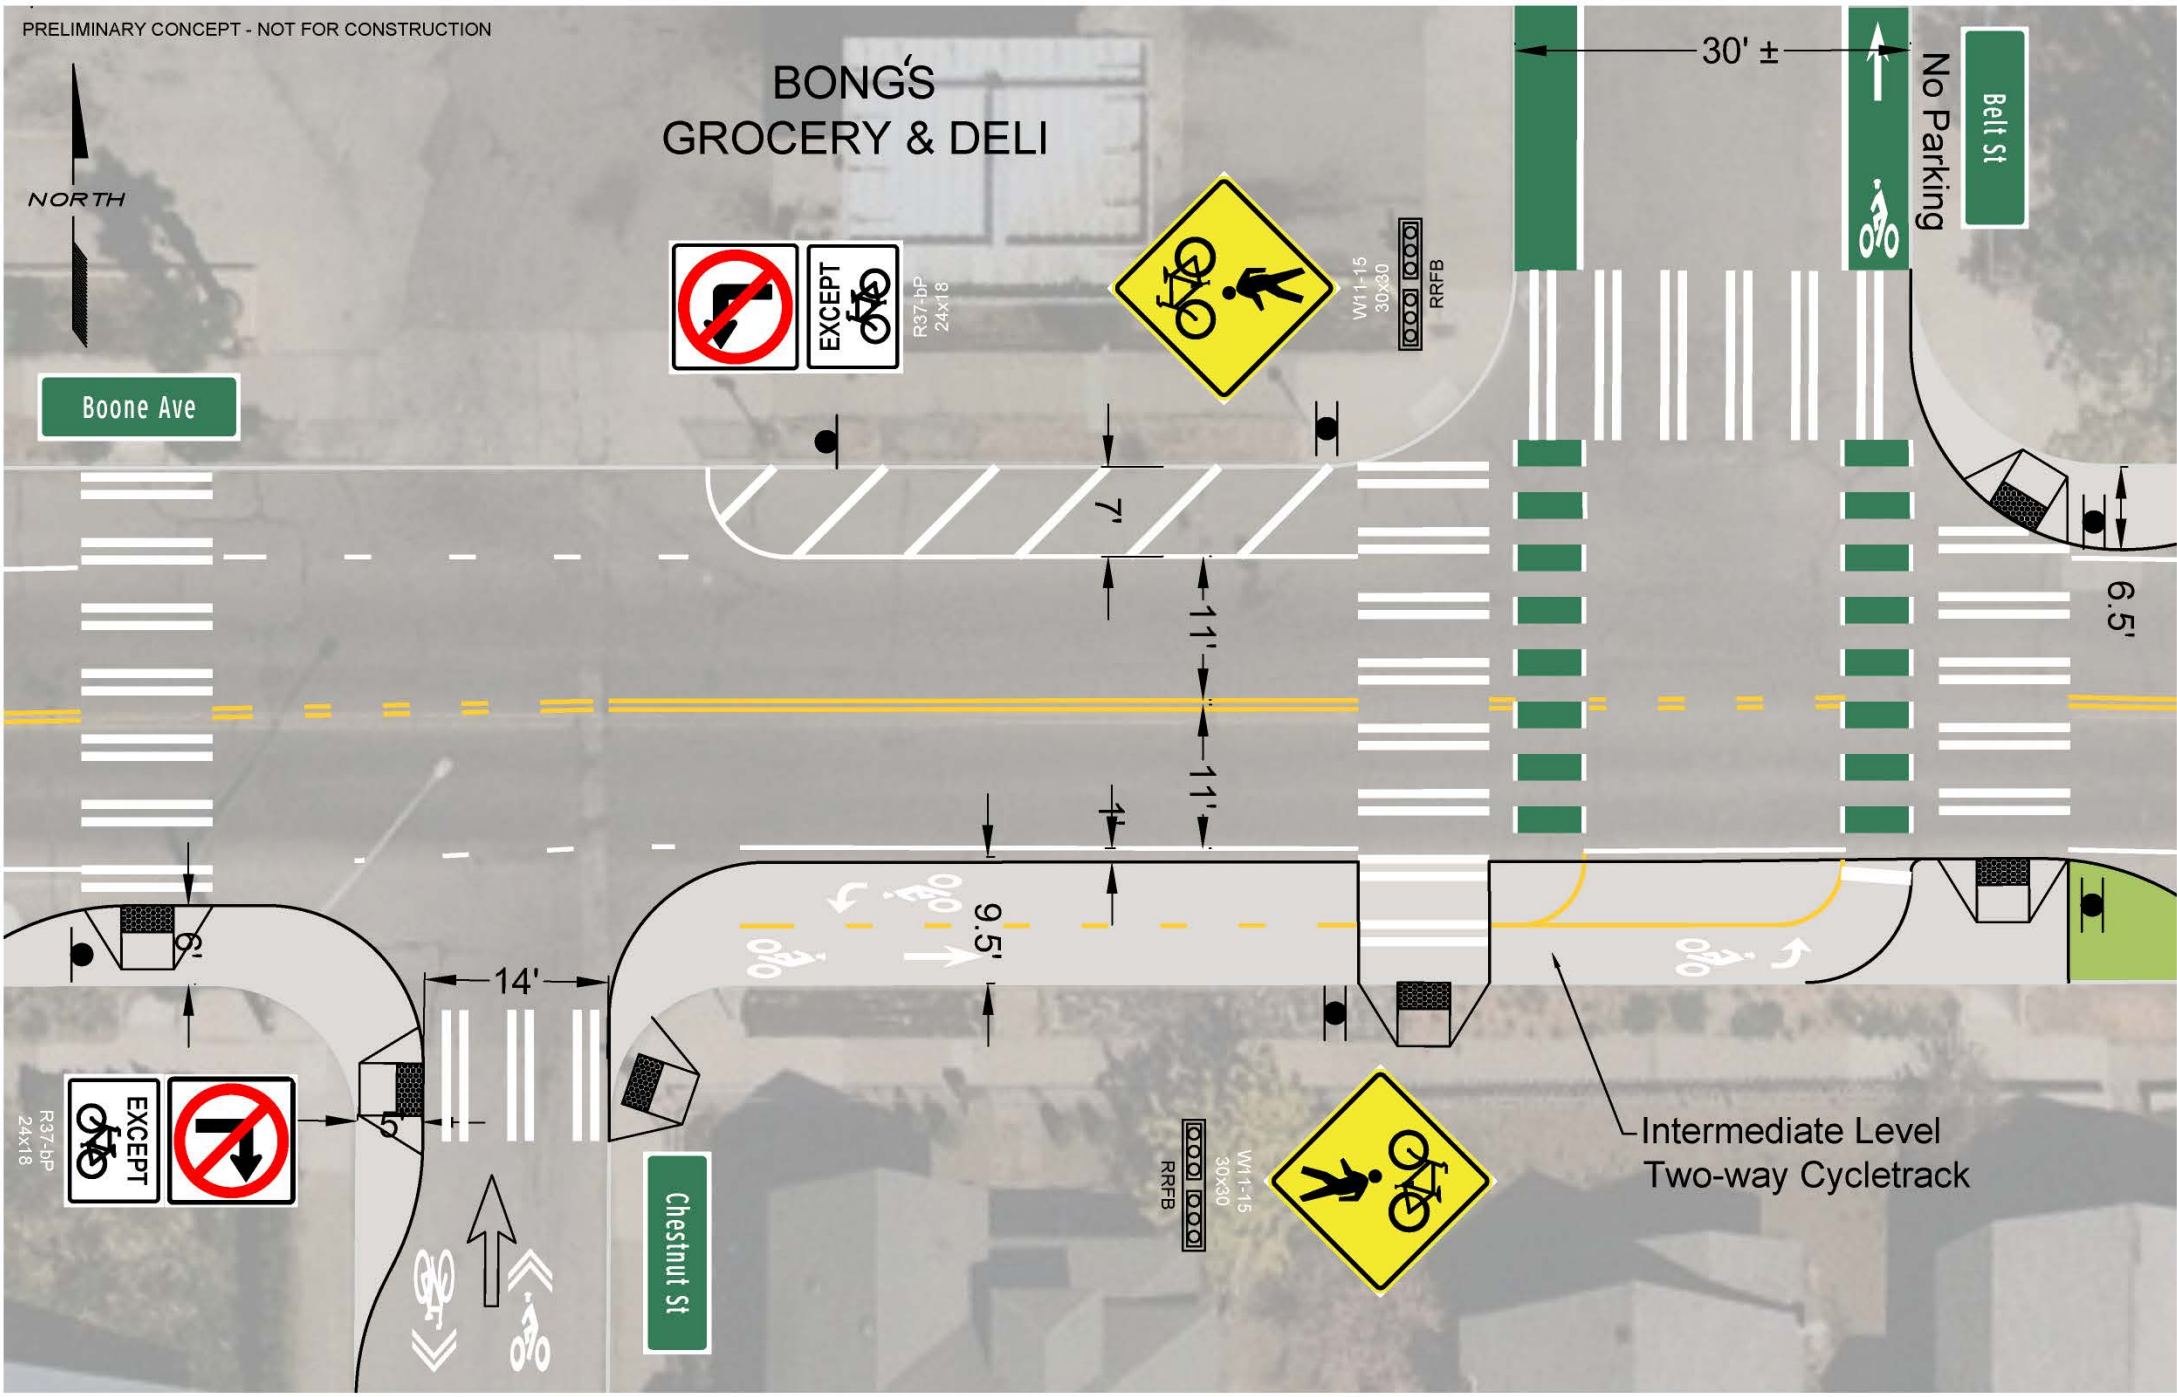 PRELIMINARY CONCEPT - NOT FOR CONSTRUCTION
NORTH
BONG'S
GROCERY & DELI
30' ±
No Parking
Belt St
EXCEPT
R37-bP
24x18
W11-15
30x30
RRFB
Boone Ave
7'
11'
11'
1'
6.5'
9.5'
6'
14'
5'
EXCEPT
R37-bP
24x18
Chestnut St
W11-15
30x30
RRFB
Intermediate Level
Two-way Cycletrack